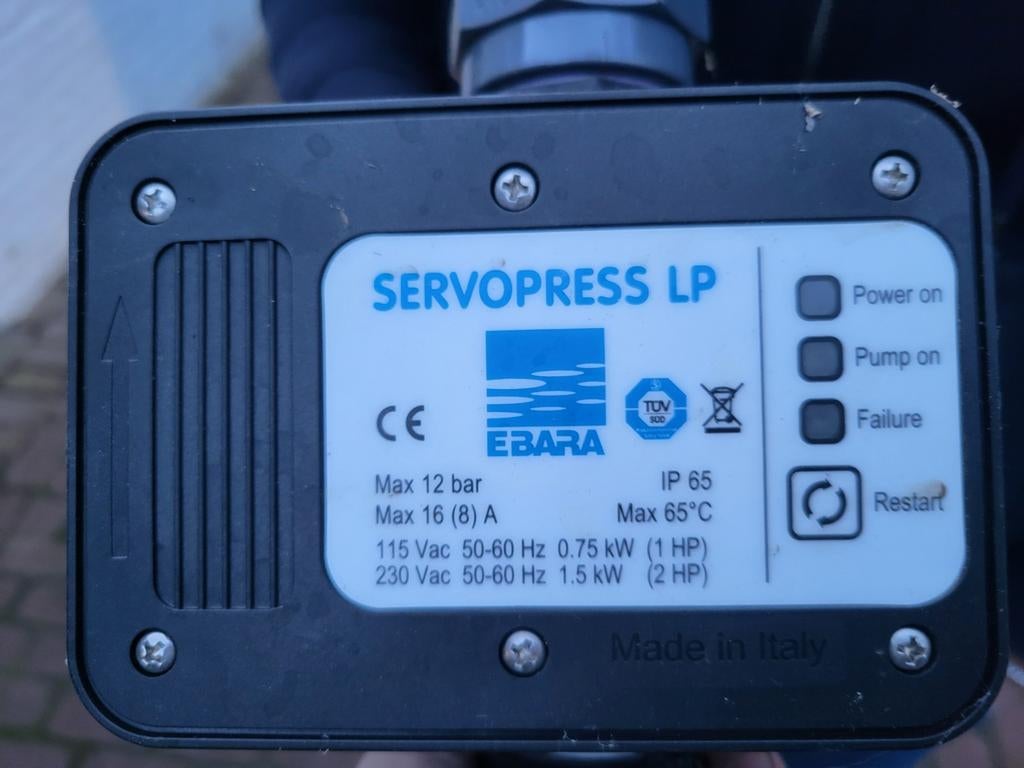 SERVOPRESS LP
CE
EBARA
TÜV
SÜD
Max 12 bar IP 65
Max 16 (8) A Max 65°C
115 Vac 50-60 Hz 0.75 kW (1 HP)
230 Vac 50-60 Hz 1.5 kW (2 HP)
Power on
Pump on
Failure
Restart
Made in Italy